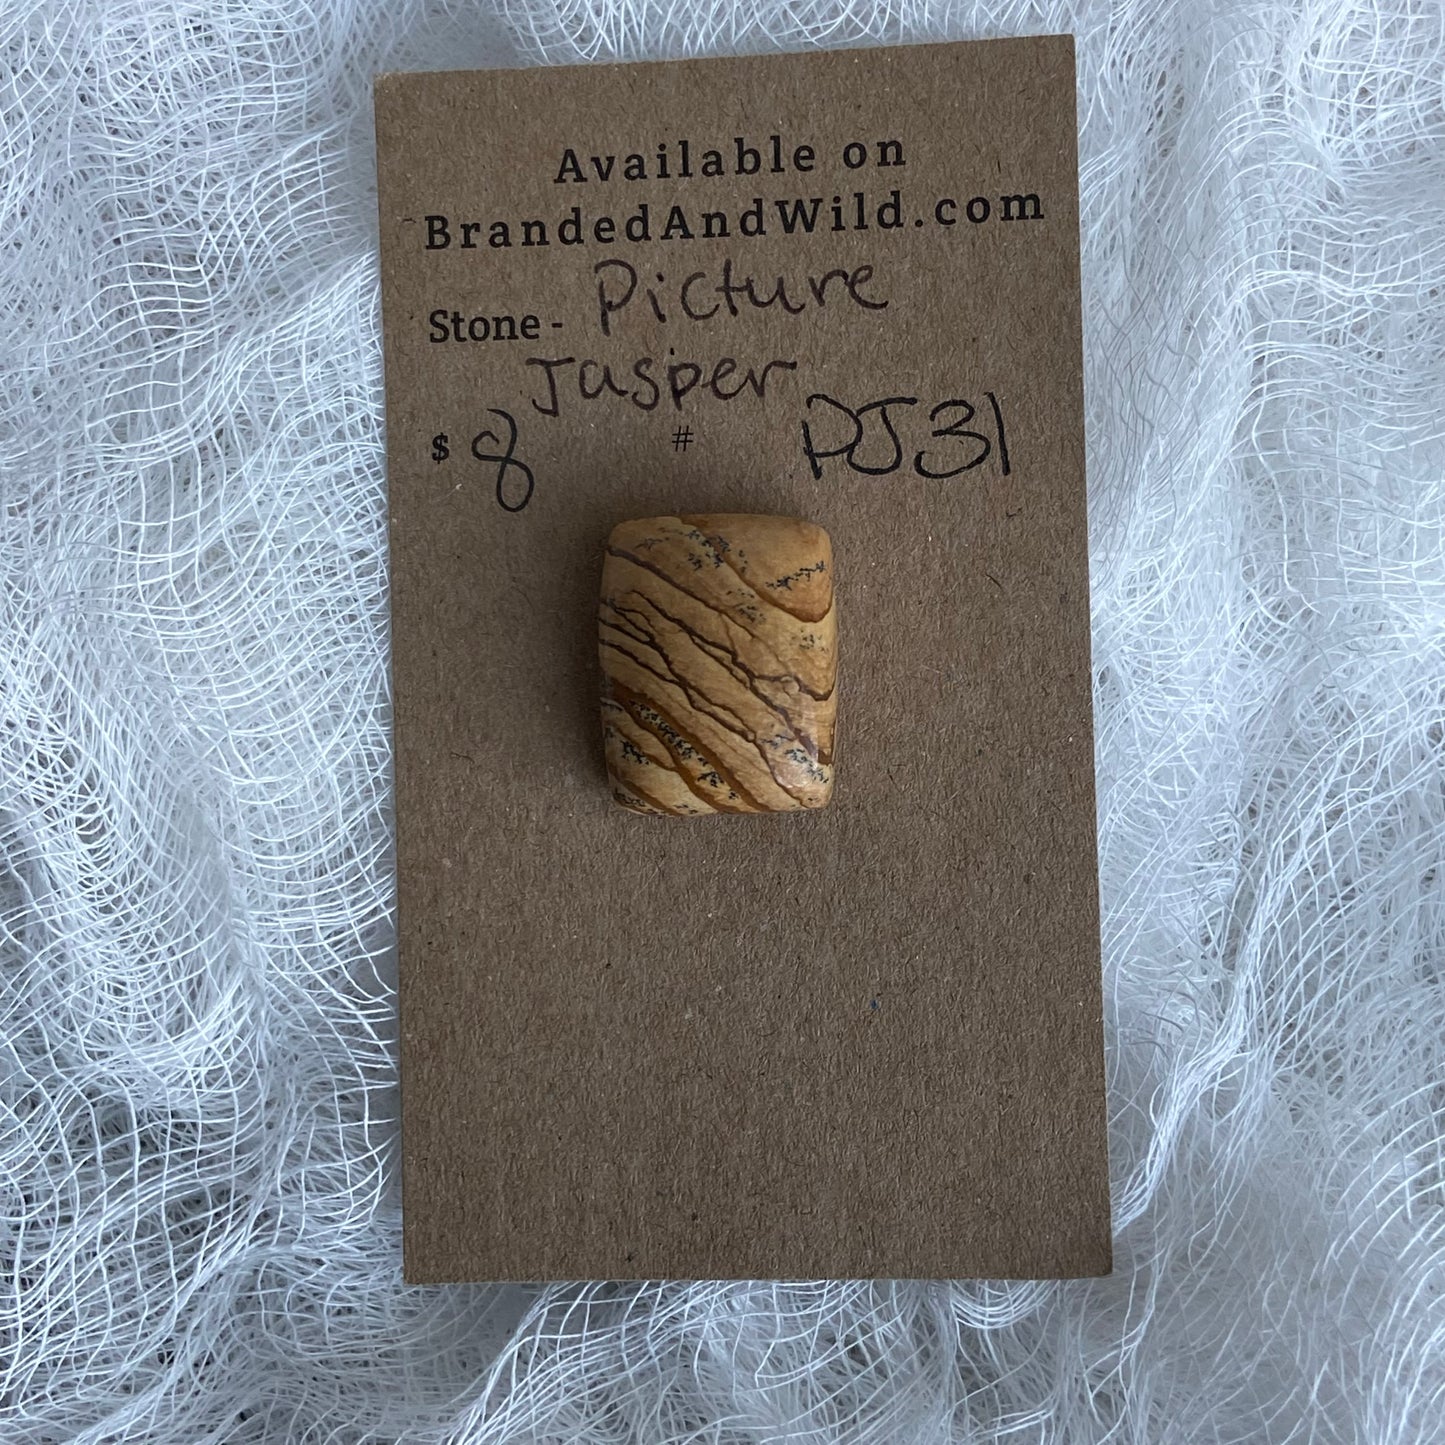 Available on
BrandedAndWild.com
Stone - Picture
Jasper
$ 8 # PJ31